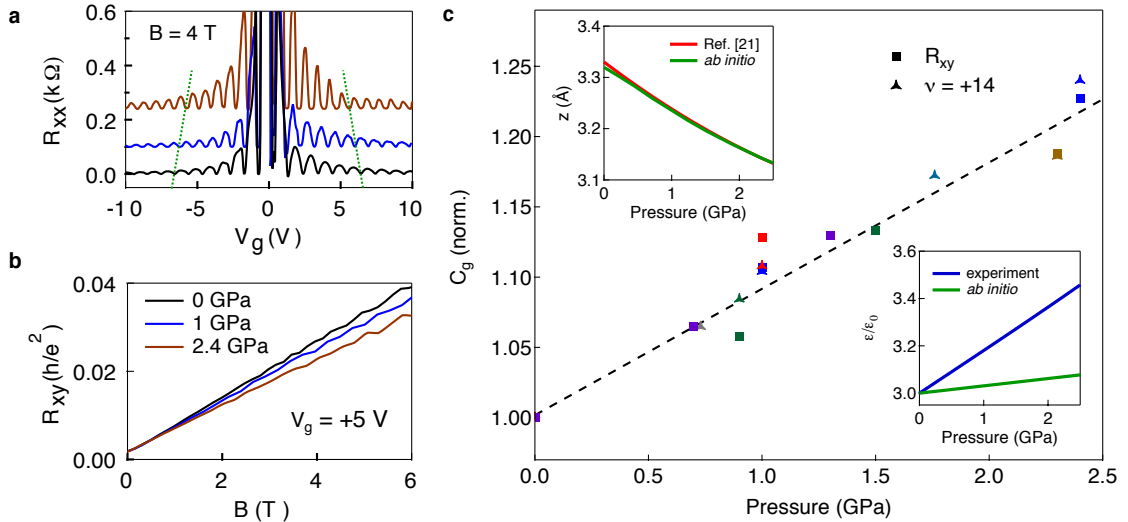 a
B = 4 T
R_xx (kΩ)
0.6
0.4
0.2
0.0
-10
-5
0
5
10
V_g (V)
b
R_xy (h/e²)
0.04
0.02
0.00
0 GPa
1 GPa
2.4 GPa
V_g = +5 V
0
2
4
6
B (T)
c
C_g (norm.)
1.25
1.20
1.15
1.10
1.05
1.00
0.0
0.5
1.0
1.5
2.0
2.5
Pressure (GPa)
R_xy
ν = +14
z (Å)
3.4
3.3
3.2
3.1
Ref. [21]
ab initio
0
1
2
Pressure (GPa)
ε/ε₀
3.6
3.4
3.2
3.0
experiment
ab initio
0
1
2
Pressure (GPa)